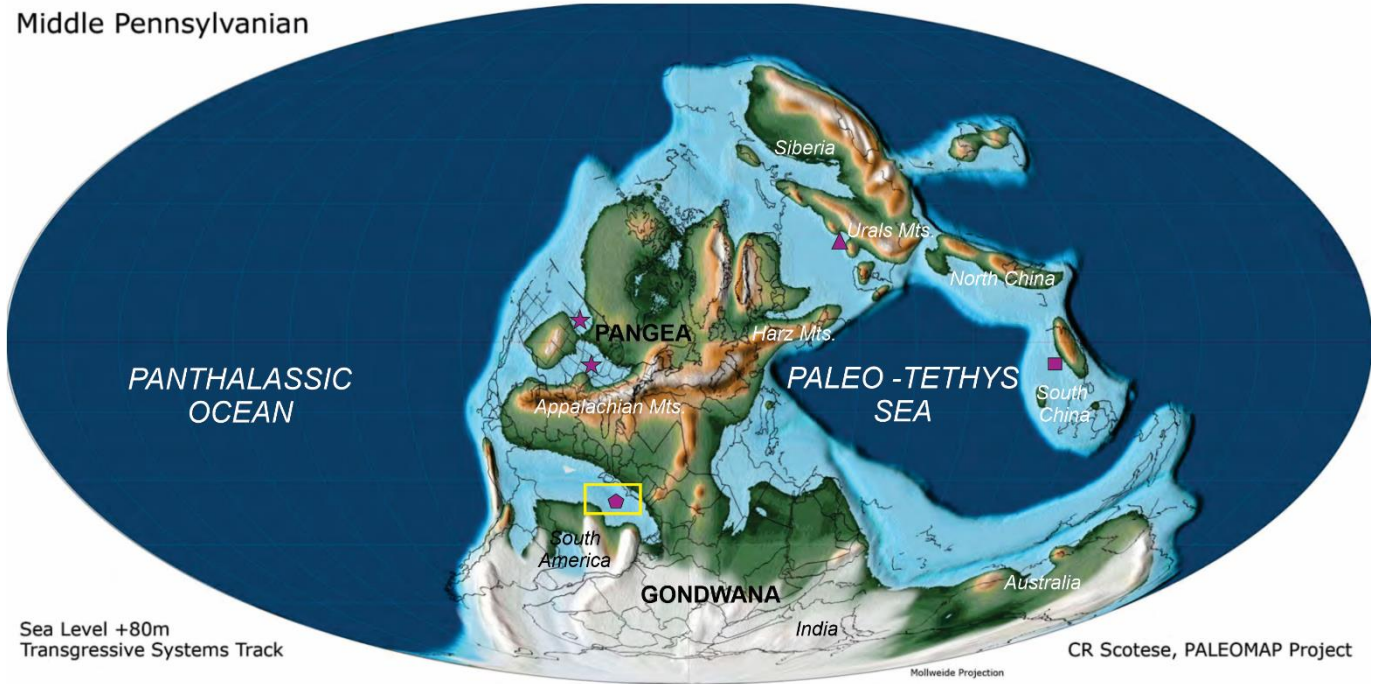 Middle Pennsylvanian
Siberia
Urals Mts.
North China
PANGEA
Harz Mts.
PANTHALASSIC
OCEAN
PALEO -TETHYS
SEA
Appalachian Mts.
South
China
South
America
GONDWANA
Australia
India
Sea Level +80m
Transgressive Systems Track
CR Scotese, PALEOMAP Project
Mollweide Projection